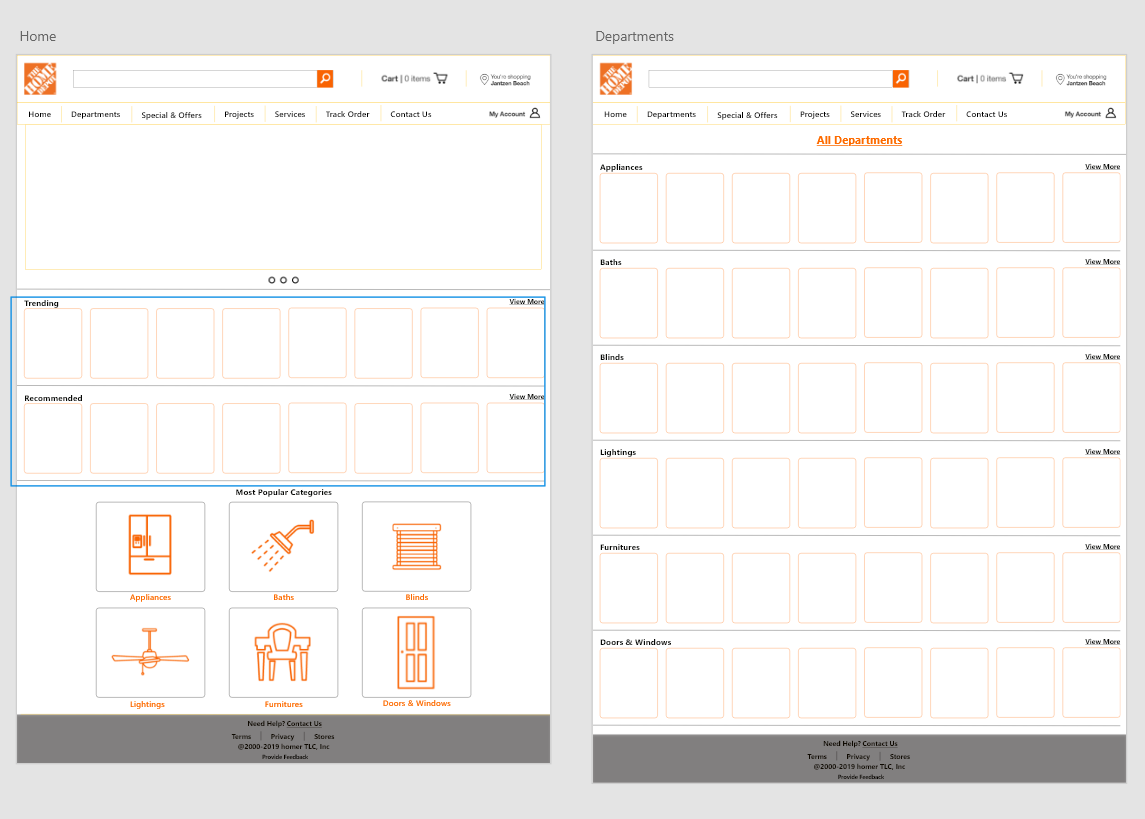 Home
THE
HOME
DEPOT
Cart | 0 items
You're shopping
Jantzen Beach
Home Departments Special & Offers Projects Services Track Order Contact Us My Account
Trending View More
Recommended View More
Most Popular Categories
Appliances Baths Blinds
Lightings Furnitures Doors & Windows
Need Help? Contact Us
Terms | Privacy | Stores
@2000-2019 homer TLC, Inc
Provide Feedback
Departments
THE
HOME
DEPOT
Cart | 0 items
You're shopping
Jantzen Beach
Home Departments Special & Offers Projects Services Track Order Contact Us My Account
All Departments
Appliances View More
Baths View More
Blinds View More
Lightings View More
Furnitures View More
Doors & Windows View More
Need Help? Contact Us
Terms | Privacy | Stores
@2000-2019 homer TLC, Inc
Provide Feedback